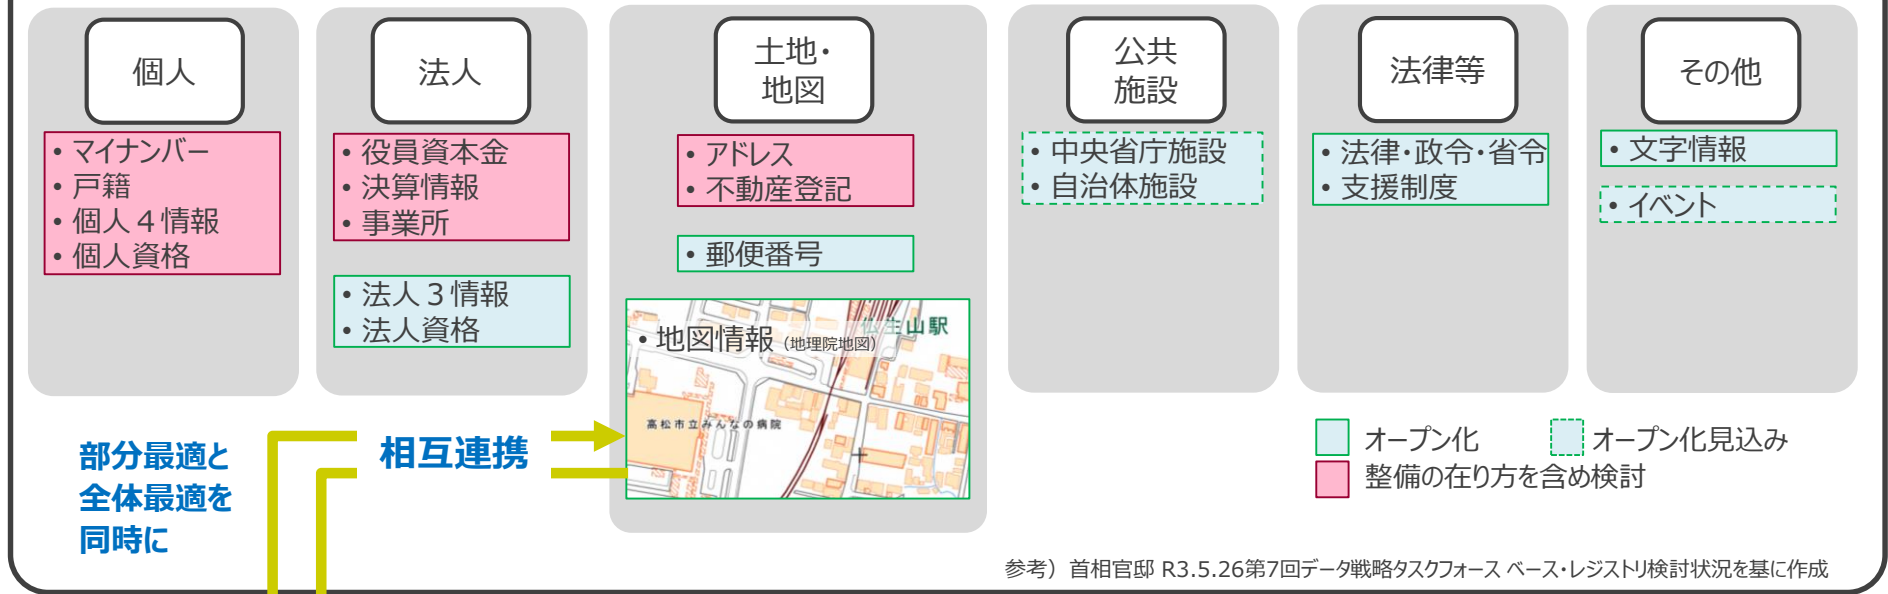 個人
・マイナンバー
・戸籍
・個人４情報
・個人資格
法人
・役員資本金
・決算情報
・事業所
・法人３情報
・法人資格
土地・
地図
・アドレス
・不動産登記
・郵便番号
・地図情報（地理院地図）
仏生山駅
高松市立みんなの病院
公共
施設
・中央省庁施設
・自治体施設
法律等
・法律・政令・省令
・支援制度
その他
・文字情報
・イベント
部分最適と
全体最適を
同時に
相互連携
オープン化
オープン化見込み
整備の在り方を含め検討
参考）首相官邸 R3.5.26第7回データ戦略タスクフォース ベース・レジストリ検討状況を基に作成